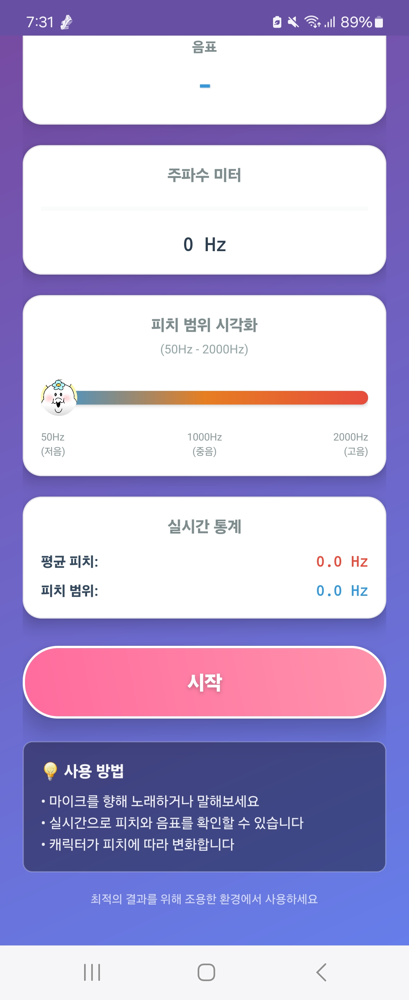 7:31 89%
음표
-
주파수 미터
0 Hz
피치 범위 시각화
(50Hz - 2000Hz)
50Hz 1000Hz 2000Hz
(저음) (중음) (고음)
실시간 통계
평균 피치: 0.0 Hz
피치 범위: 0.0 Hz
시작
💡 사용 방법
• 마이크를 향해 노래하거나 말해보세요
• 실시간으로 피치와 음표를 확인할 수 있습니다
• 캐릭터가 피치에 따라 변화합니다
최적의 결과를 위해 조용한 환경에서 사용하세요